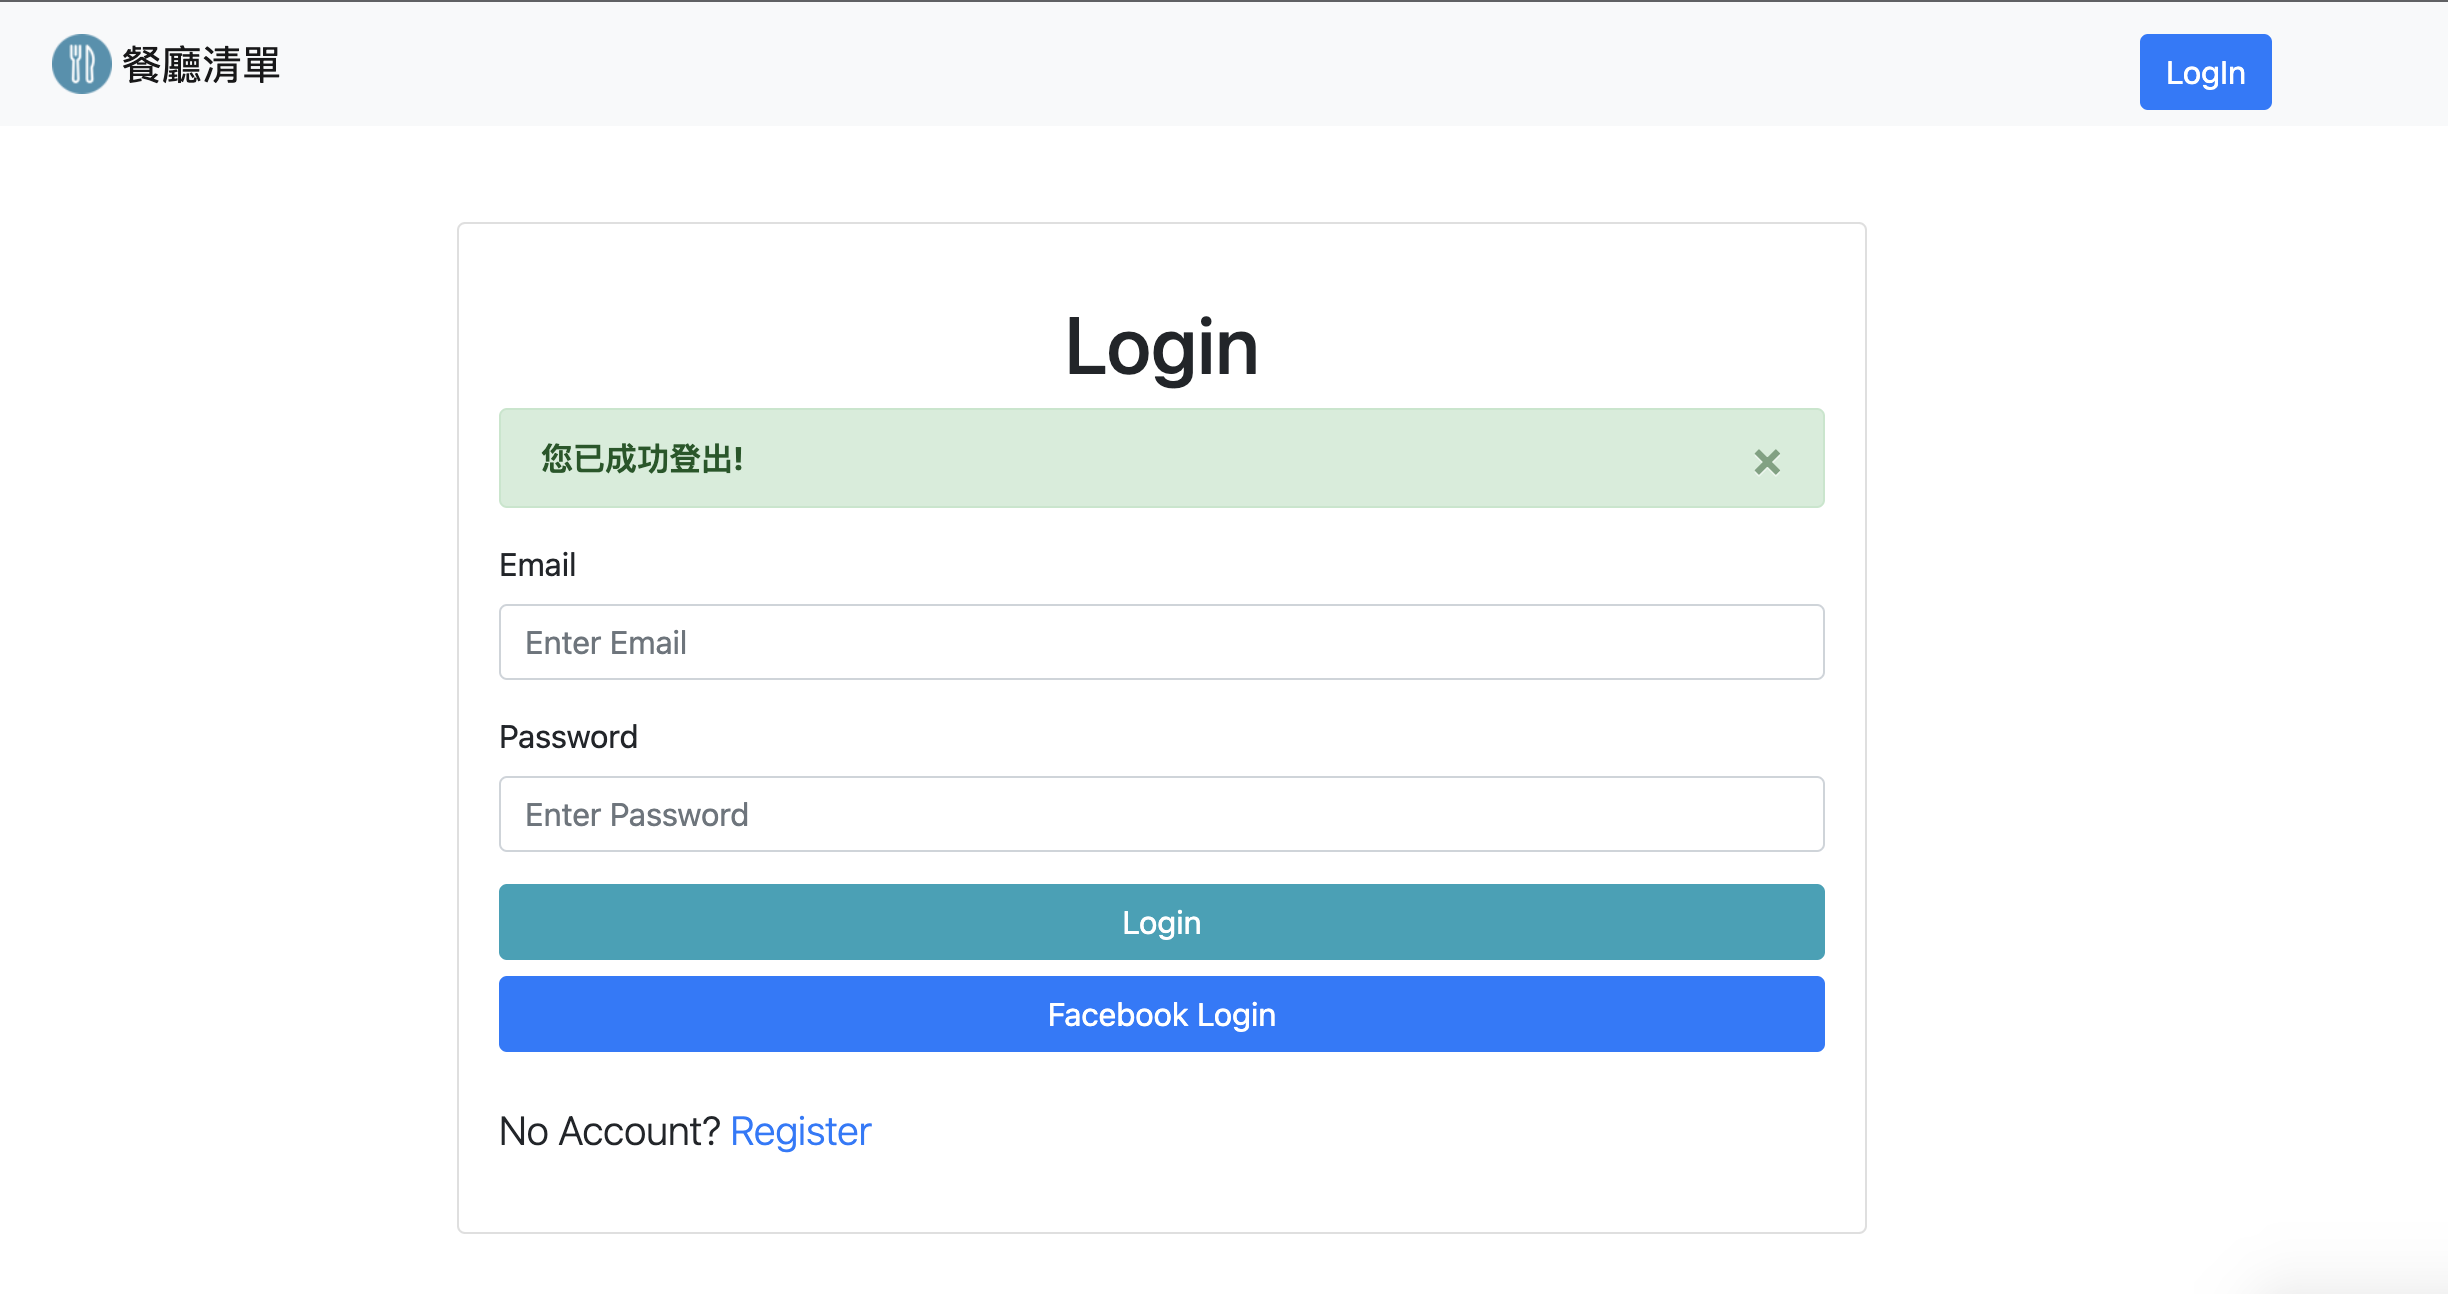 餐廳清單
LogIn
Login
您已成功登出!
Email
Enter Email
Password
Enter Password
Login
Facebook Login
No Account? Register